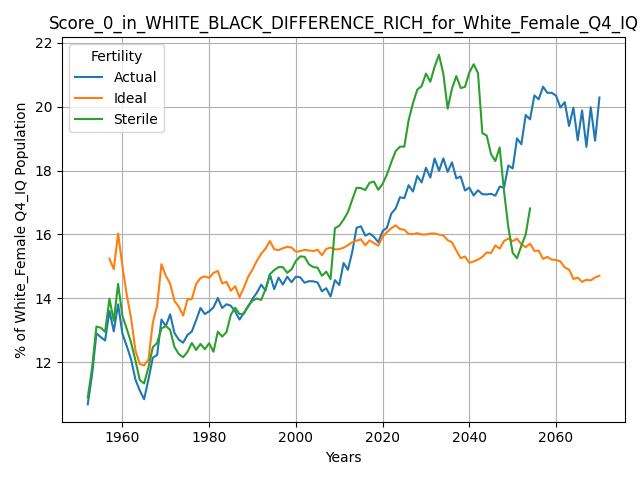 Score_0_in_WHITE_BLACK_DIFFERENCE_RICH_for_White_Female_Q4_IQ
Fertility
Actual
Ideal
Sterile
% of White_Female Q4_IQ Population
22
20
18
16
14
12
1960
1980
2000
2020
2040
2060
Years